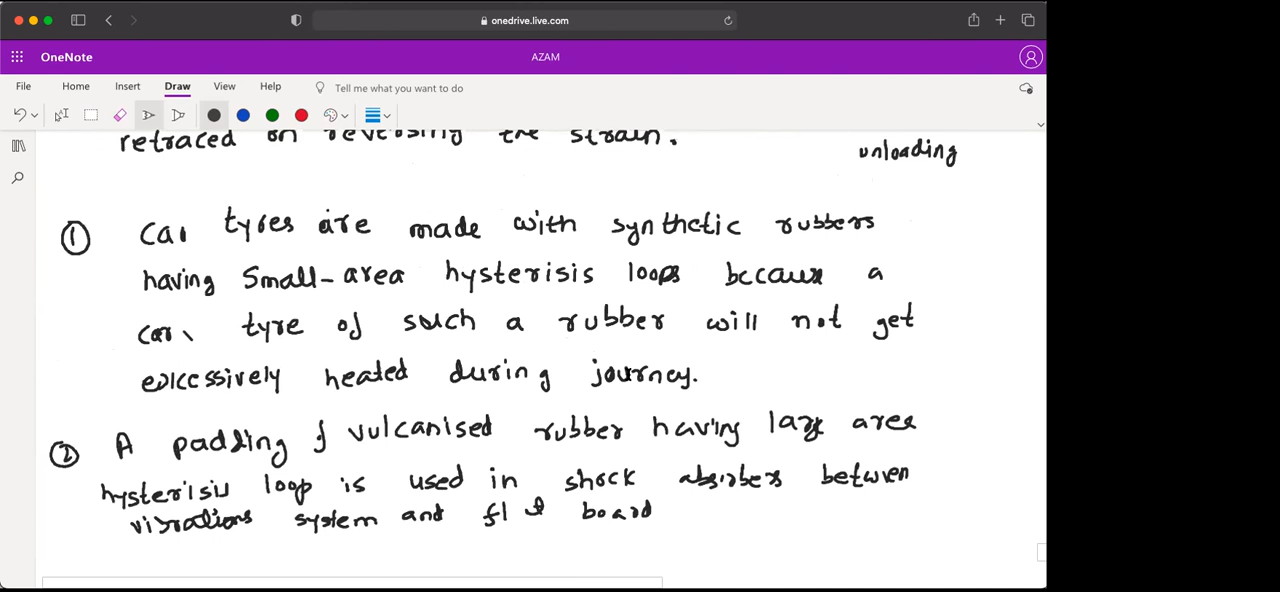 onedrive.live.com
OneNote
AZAM
File Home Insert Draw View Help Tell me what you want to do
retraced on reversing the strain.
unloading
① Car tyres are made with synthetic rubbers
having small-area hysterisis loops because a
car tyre of such a rubber will not get
excessively heated during journey.
② A padding of vulcanised rubber having large area
hysterisis loop is used in shock absorbers between
vibrations system and board